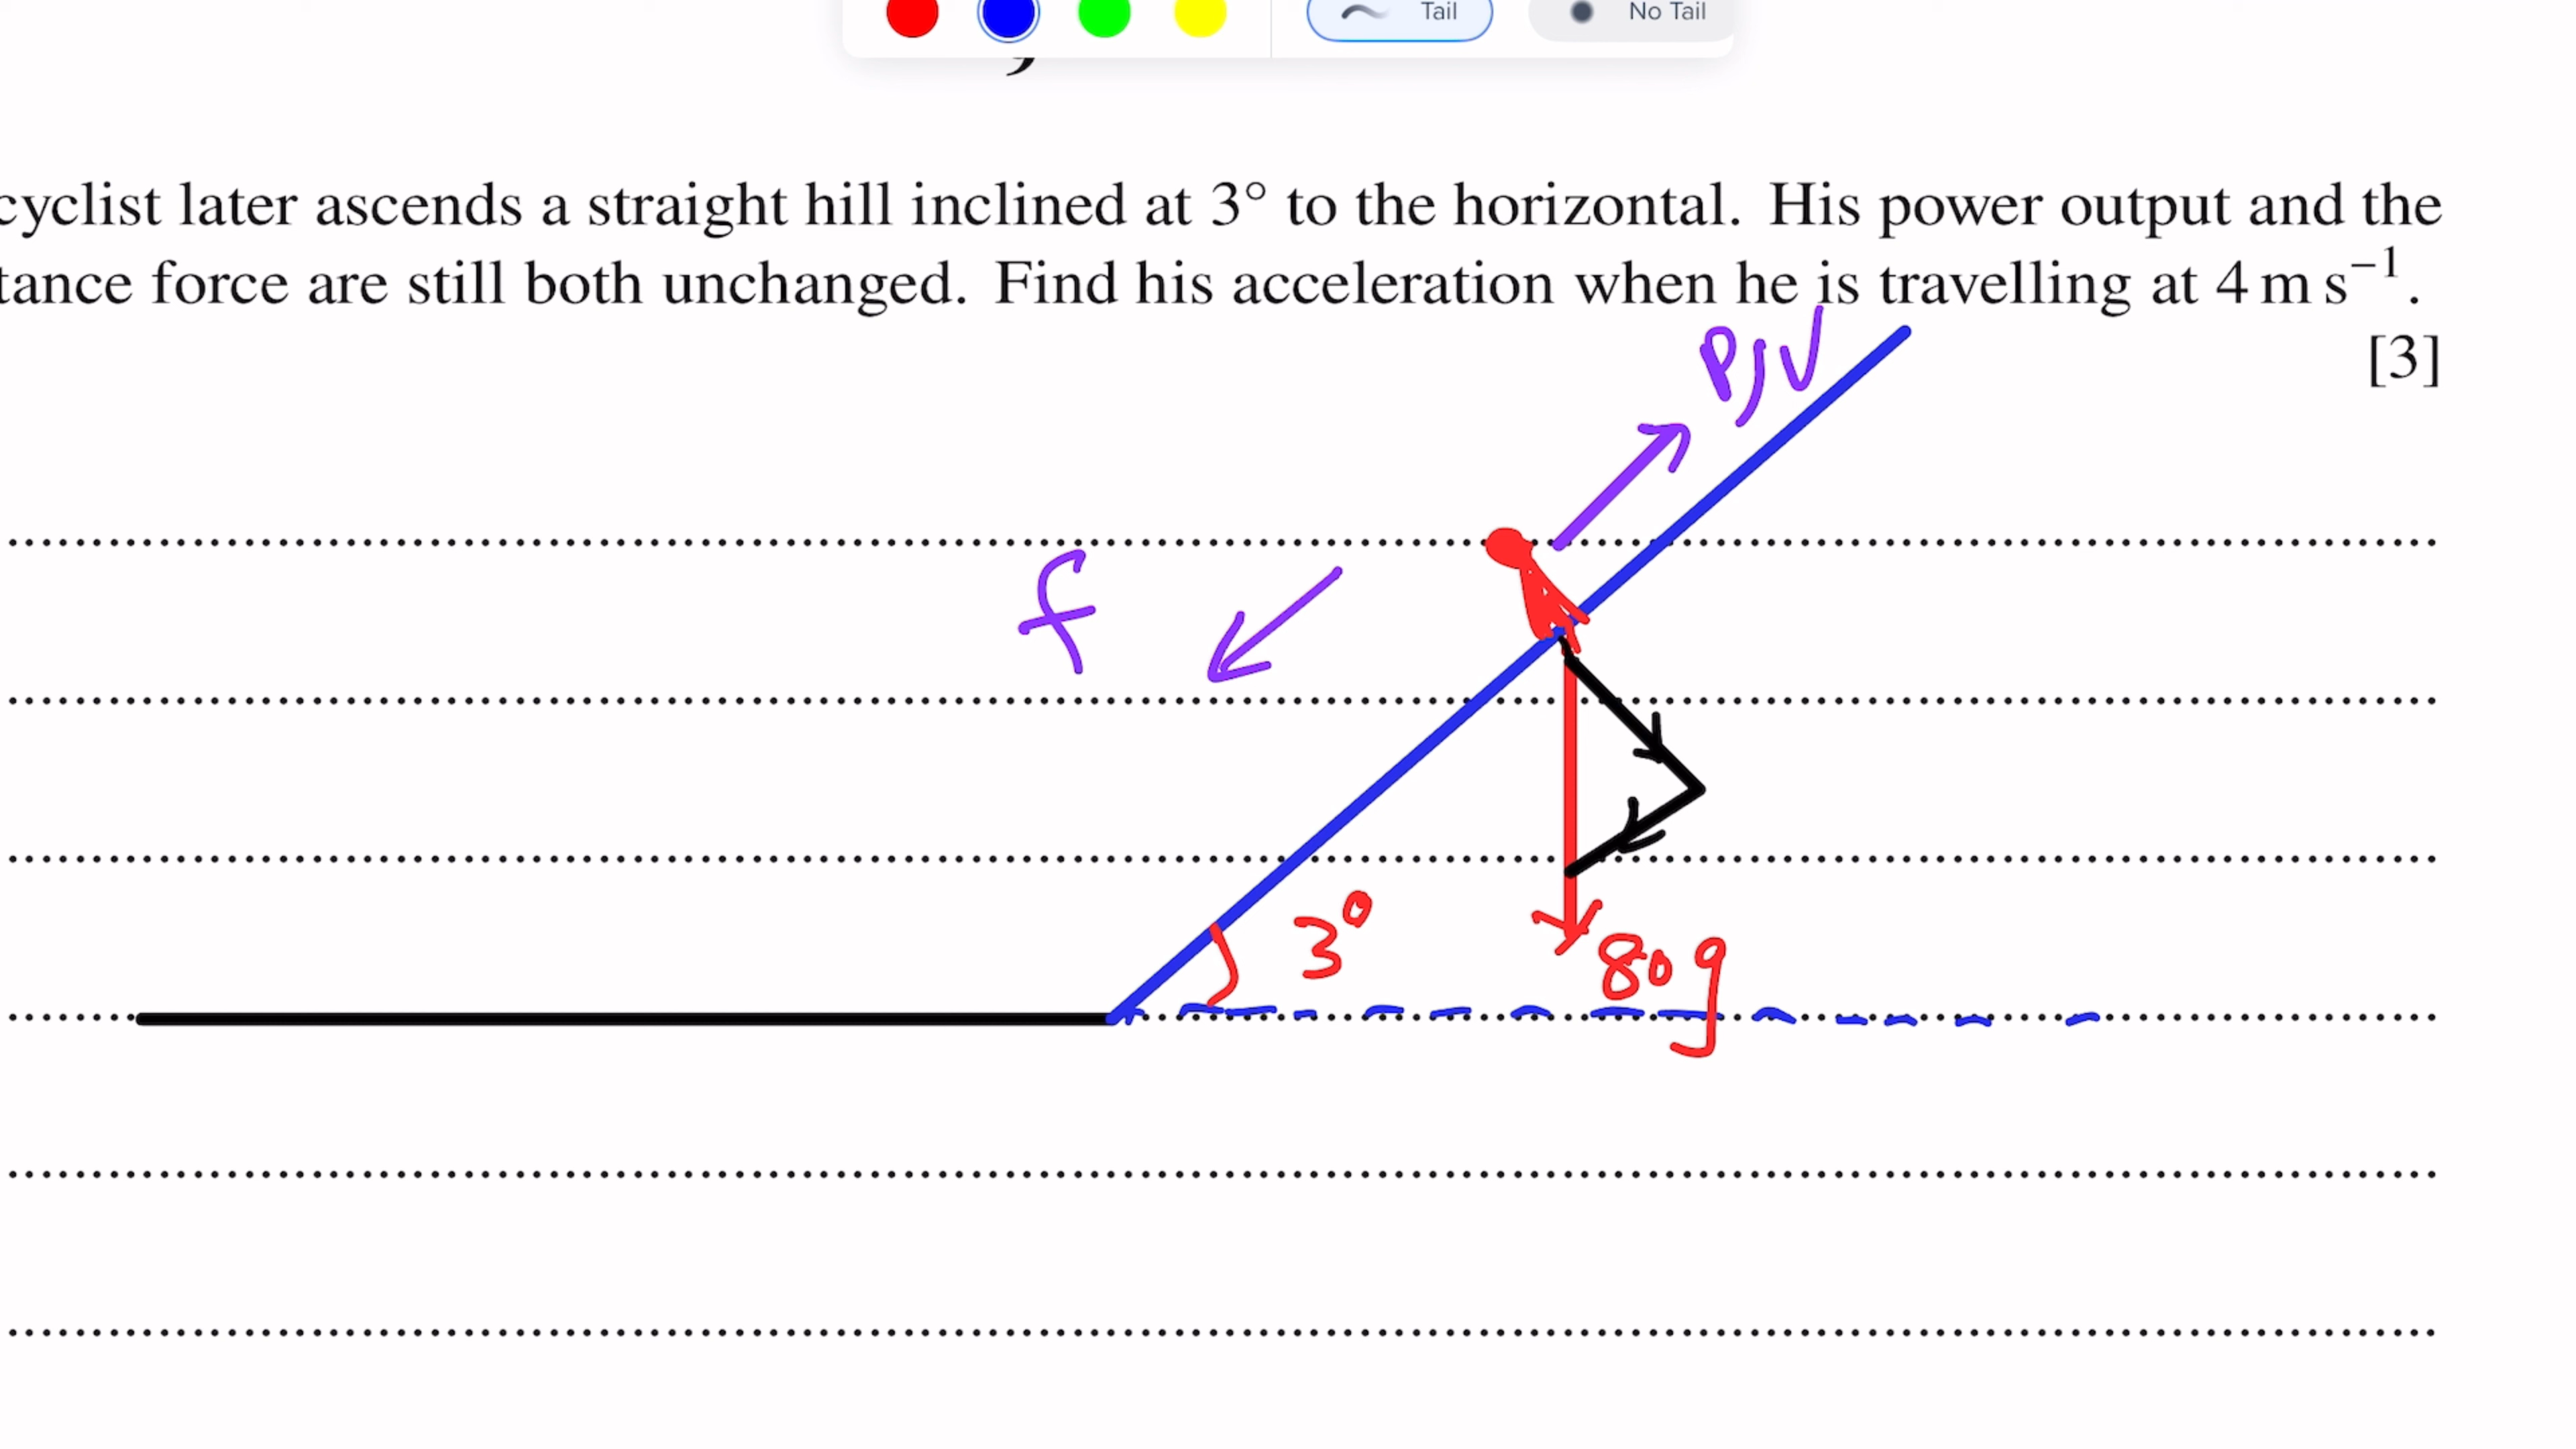 Tail No Tail
cyclist later ascends a straight hill inclined at 3° to the horizontal. His power output and the
tance force are still both unchanged. Find his acceleration when he is travelling at 4 m s⁻¹.
[3]
P, V
f
3°
80g